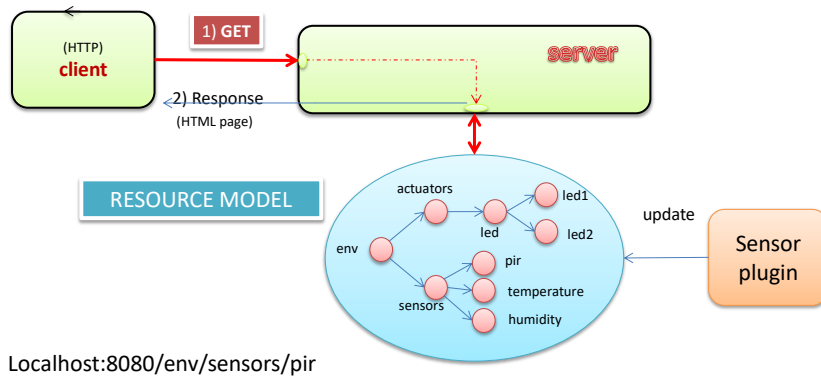 1) GET
(HTTP)
client
server
2) Response
(HTML page)
RESOURCE MODEL
actuators
led1
led
led2
env
pir
sensors
temperature
humidity
update
Sensor
plugin
Localhost:8080/env/sensors/pir